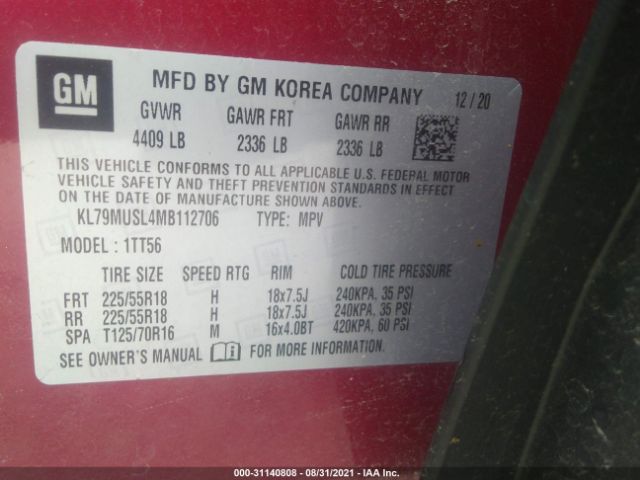 GM
MFD BY GM KOREA COMPANY 12/20
GVWR GAWR FRT GAWR RR
4409 LB 2336 LB 2336 LB
THIS VEHICLE CONFORMS TO ALL APPLICABLE U.S. FEDERAL MOTOR
VEHICLE SAFETY AND THEFT PREVENTION STANDARDS IN EFFECT
ON THE DATE OF MANUFACTURE SHOWN ABOVE.
KL79MUSL4MB112706 TYPE: MPV
MODEL : 1TT56
TIRE SIZE SPEED RTG RIM COLD TIRE PRESSURE
FRT 225/55R18 H 18x7.5J 240KPA, 35 PSI
RR 225/55R18 H 18x7.5J 240KPA, 35 PSI
SPA T125/70R16 M 16x4.0BT 420KPA, 60 PSI
SEE OWNER'S MANUAL i FOR MORE INFORMATION.
000-31140808 - 08/31/2021 - IAA Inc.